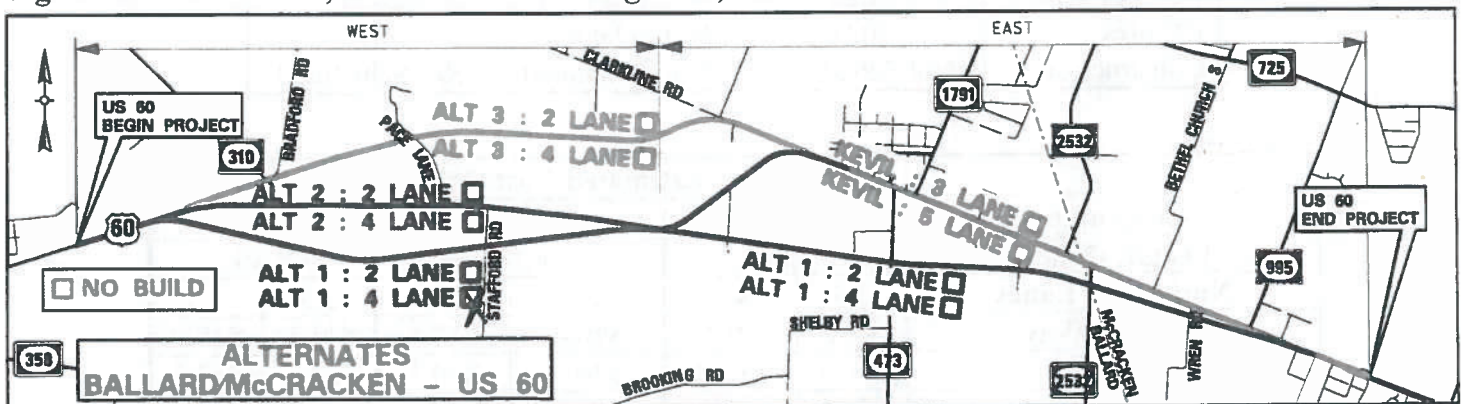 WEST
EAST
US 60
BEGIN PROJECT
310
BRADFORD RD
PACE LANE
CLARKLINE RD
ALT 3 : 2 LANE
ALT 3 : 4 LANE
1791
2532
BETHEL CHURCH
725
ALT 2 : 2 LANE
ALT 2 : 4 LANE
60
KEVIL : 3 LANE
KEVIL : 5 LANE
US 60
END PROJECT
NO BUILD
ALT 1 : 2 LANE
ALT 1 : 4 LANE
X
STAFFORD RD
ALT 1 : 2 LANE
ALT 1 : 4 LANE
995
SHELBY RD
358
ALTERNATES
BALLARD/McCRACKEN - US 60
BROOKING RD
473
2532
McCRACKEN
BALLARD
WREN RD